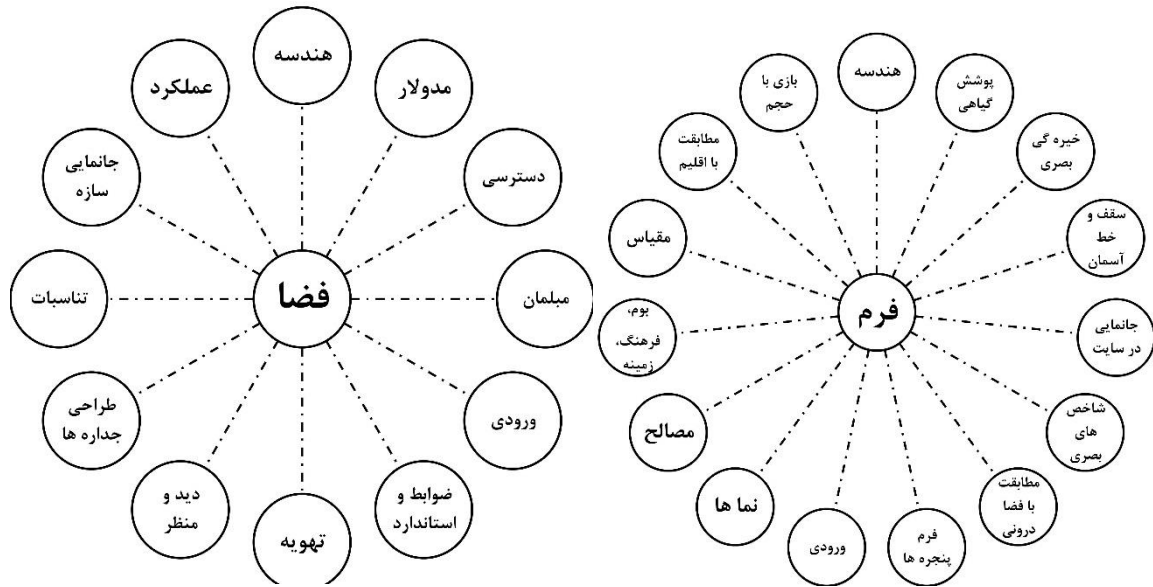 هندسه
مدولار
دسترسی
مبلمان
ورودی
ضوابط و
استاندارد
تهویه
دید و
منظر
طراحی
جداره ها
تناسبات
جانمایی
سازه
عملکرد
فضا
هندسه
پوشش
گیاهی
خیره گی
بصری
سقف و
خط
آسمان
جانمایی
در سایت
شاخص
های
بصری
مطابقت
با فضا
درونی
فرم
پنجره ها
ورودی
نما ها
مصالح
بوم،
فرهنگ،
زمینه
مقیاس
مطابقت
با اقلیم
بازی با
حجم
فرم